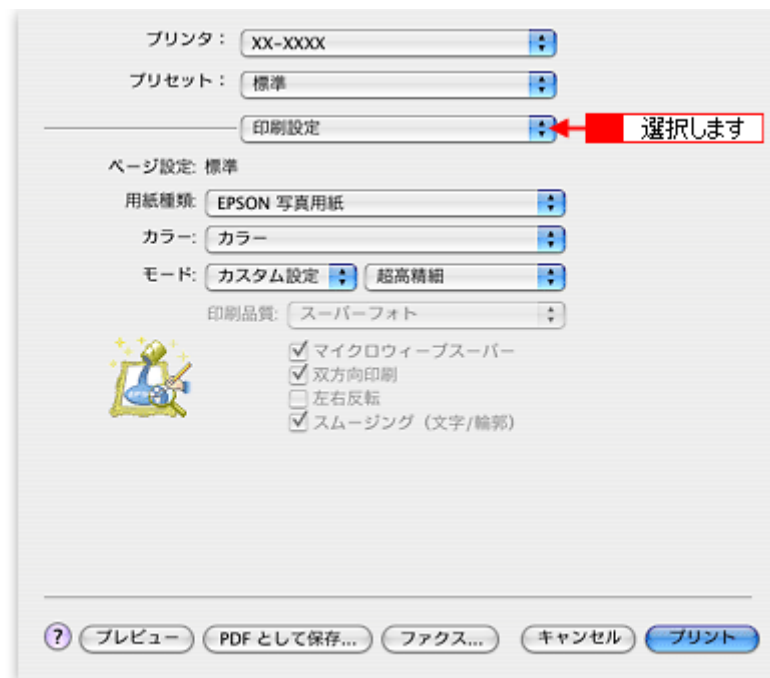 プリンタ： XX-XXXX
プリセット： 標準
印刷設定 選択します
ページ設定: 標準
用紙種類: EPSON 写真用紙
カラー: カラー
モード: カスタム設定 超高精細
印刷品質: スーパーフォト
マイクロウィーブスーパー
双方向印刷
左右反転
スムージング（文字/輪郭）
? プレビュー PDF として保存... ファクス... キャンセル プリント